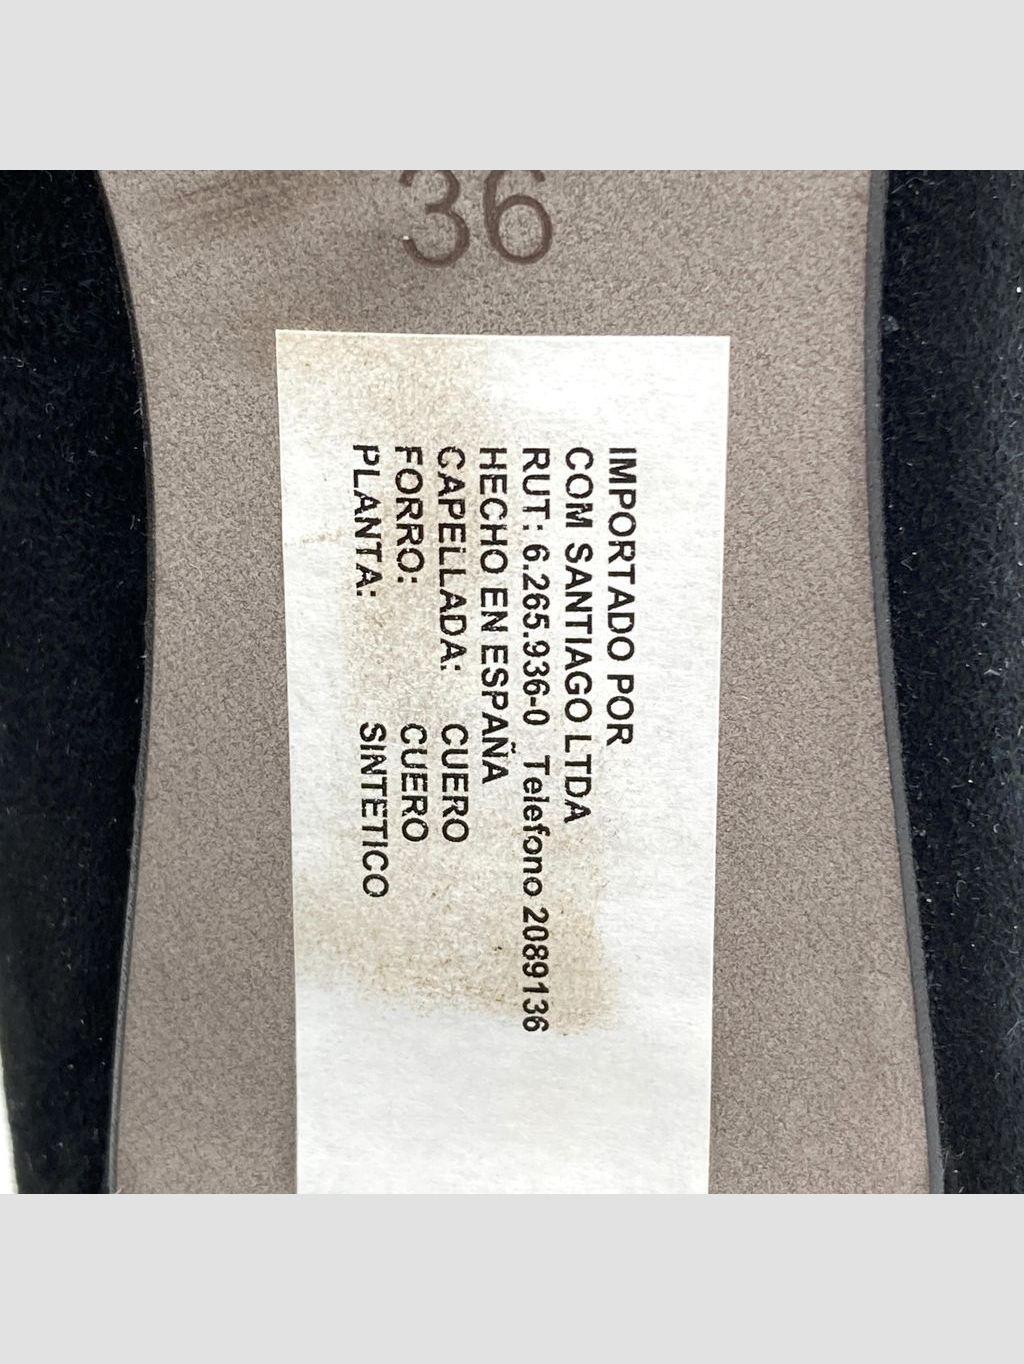 36
IMPORTADO POR
COM SANTIAGO LTDA
RUT: 6.265.936-0 Telefono 2089136
HECHO EN ESPAÑA
CAPELLADA: CUERO
FORRO: CUERO
PLANTA: SINTETICO